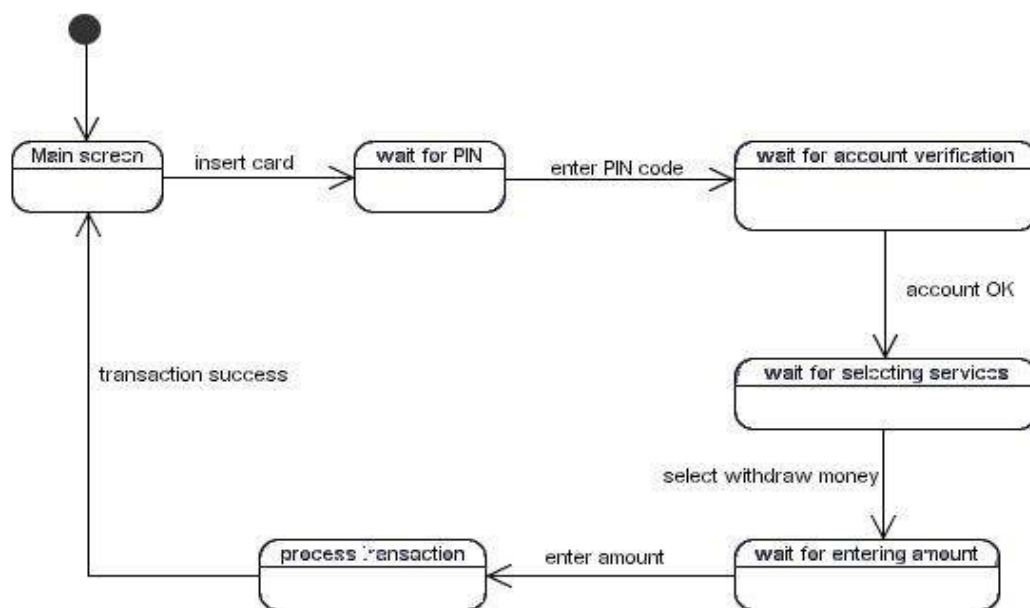 Main screen
insert card
wait for PIN
enter PIN code
wait for account verification
account OK
wait for selecting services
select withdraw money
wait for entering amount
enter amount
process transaction
transaction success